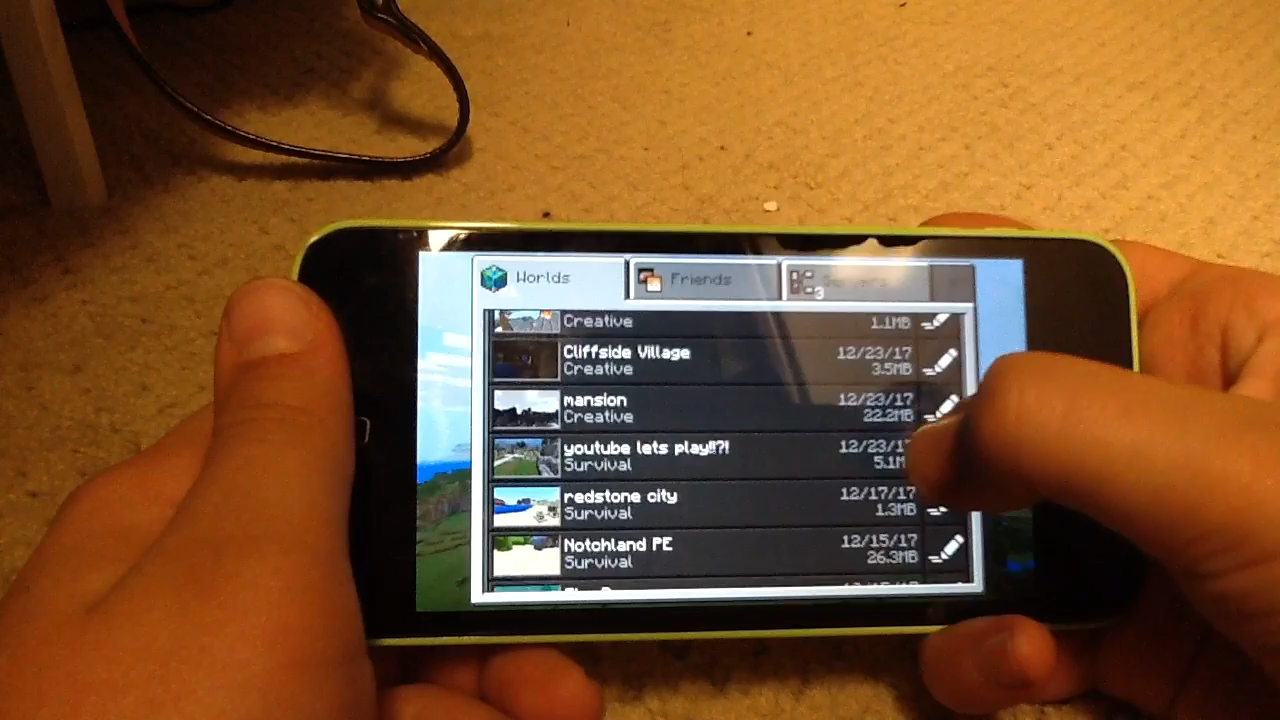 Worlds
Friends
3
Creative
1.1MB
Cliffside Village
12/23/17
Creative
3.5MB
mansion
12/23/17
Creative
22.2MB
youtube lets play!!?!
12/23/17
Survival
5.1M
redstone city
12/17/17
Survival
1.3MB
Notchland PE
12/15/17
Survival
26.3MB